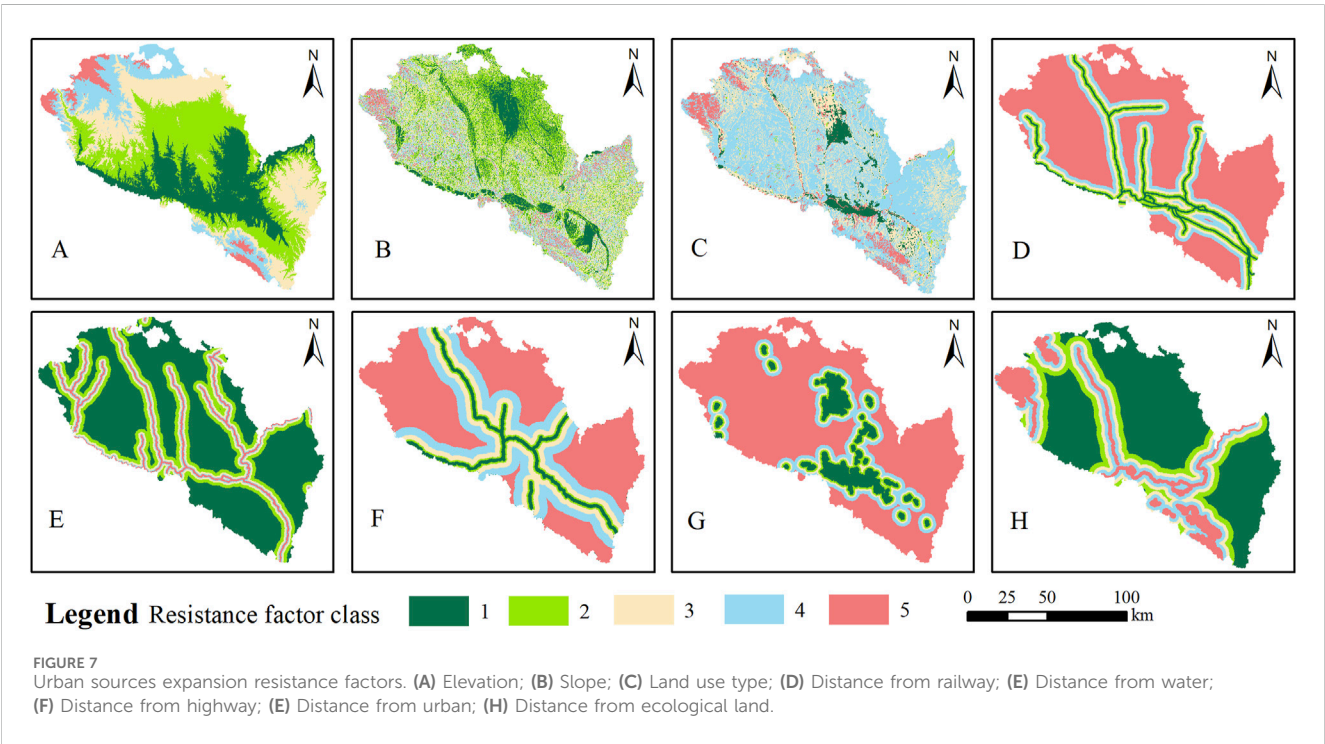 N
N
N
N
A
B
C
D
N
N
N
N
E
F
G
H
Legend Resistance factor class 1 2 3 4 5
0 25 50 100
km
FIGURE 7
Urban sources expansion resistance factors. (A) Elevation; (B) Slope; (C) Land use type; (D) Distance from railway; (E) Distance from water;
(F) Distance from highway; (E) Distance from urban; (H) Distance from ecological land.